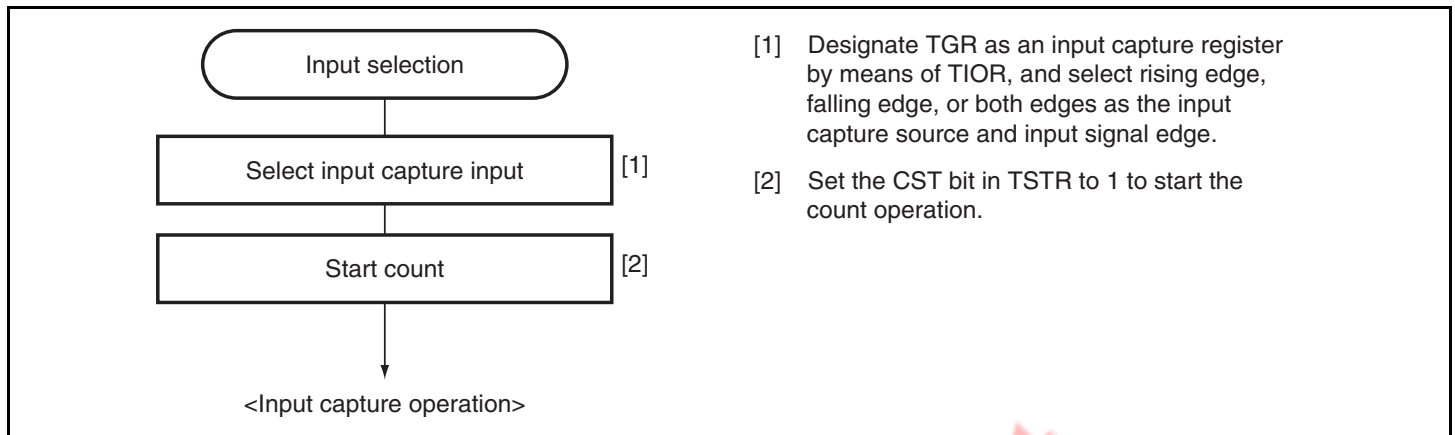 Input selection
Select input capture input
[1]
Start count
[2]
<Input capture operation>
[1] Designate TGR as an input capture register
by means of TIOR, and select rising edge,
falling edge, or both edges as the input
capture source and input signal edge.
[2] Set the CST bit in TSTR to 1 to start the
count operation.